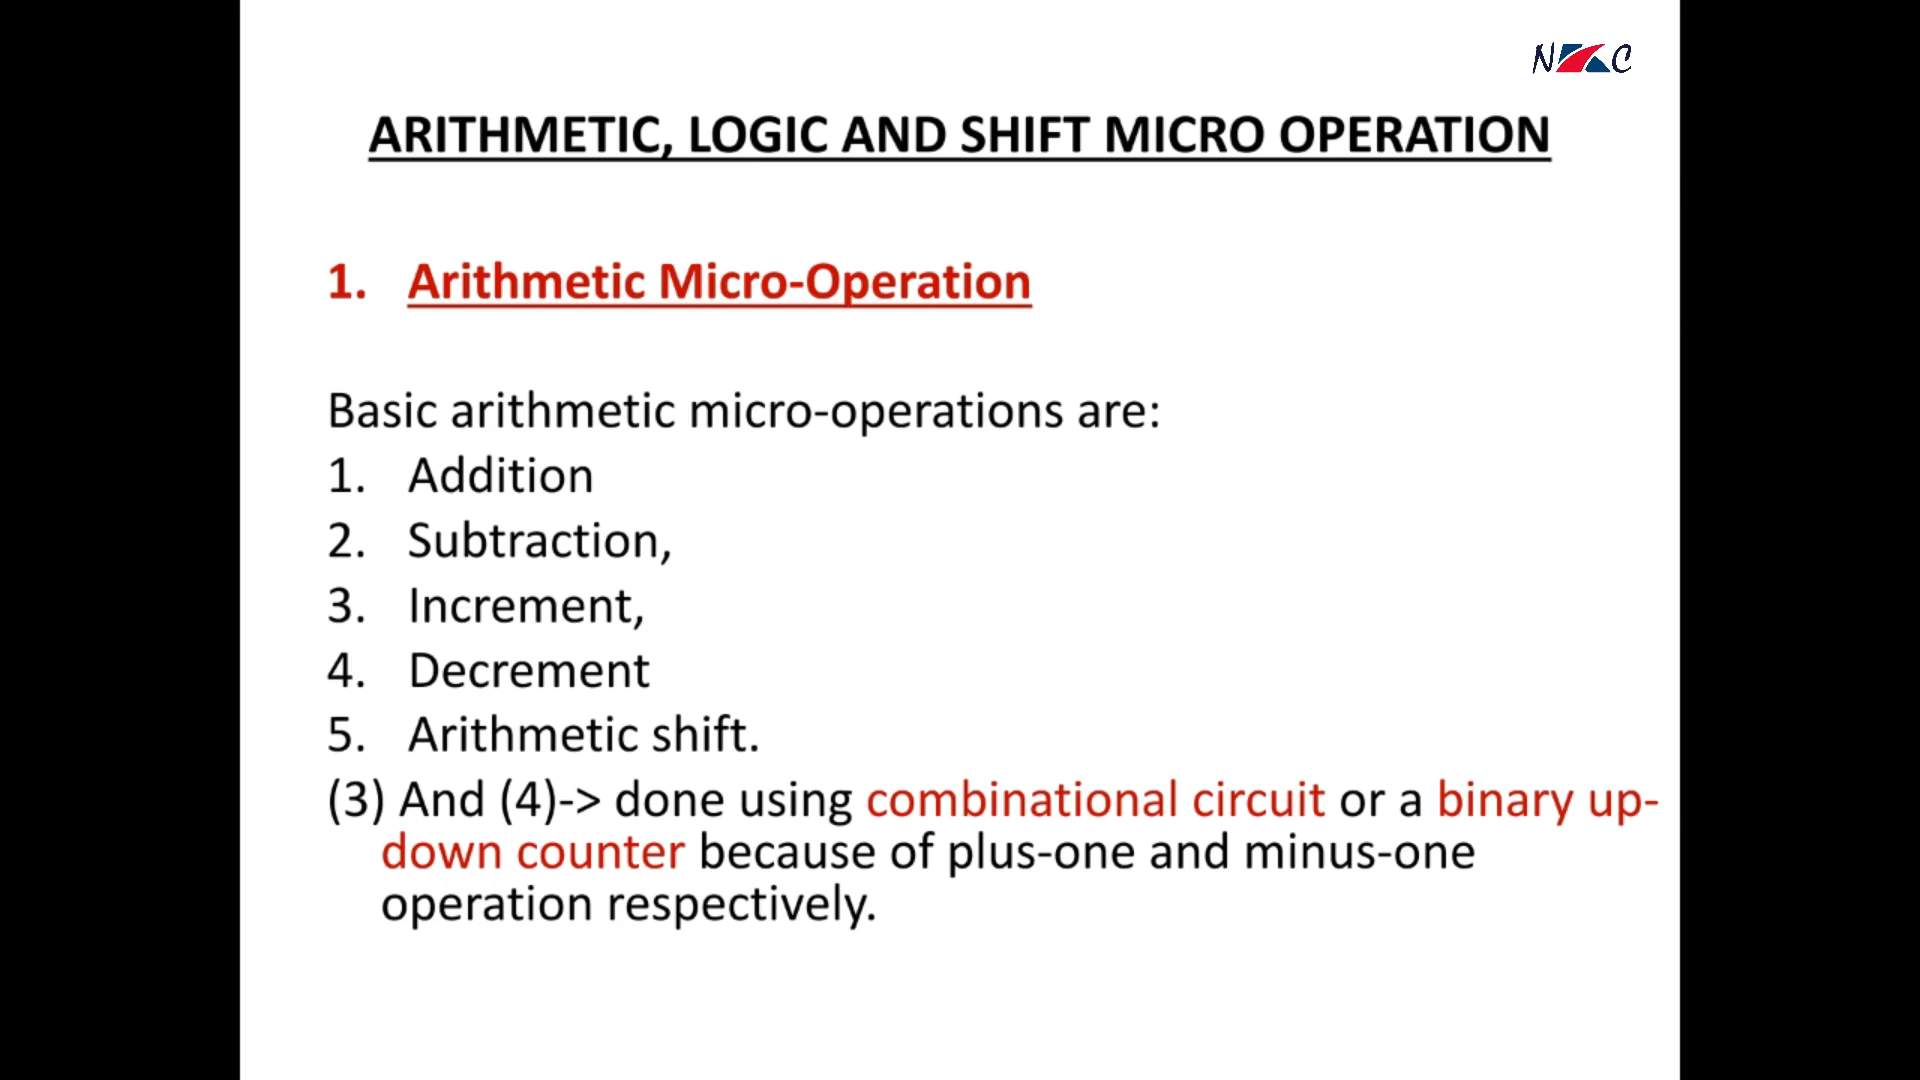 N C
ARITHMETIC, LOGIC AND SHIFT MICRO OPERATION
1. Arithmetic Micro-Operation
Basic arithmetic micro-operations are:
1. Addition
2. Subtraction,
3. Increment,
4. Decrement
5. Arithmetic shift.
(3) And (4)-> done using combinational circuit or a binary up-
down counter because of plus-one and minus-one
operation respectively.